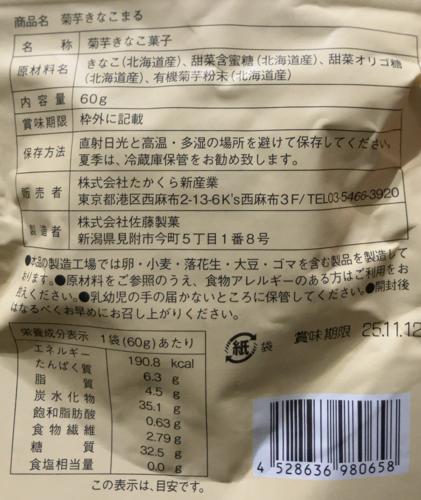 商品名 菊芋きなこまる
名称 菊芋きなこ菓子
原材料名 きなこ(北海道産)、甜菜含蜜糖(北海道産)、甜菜オリゴ糖
(北海道産)、有機菊芋粉末(北海道産)
内容量 60g
賞味期限 枠外に記載
保存方法 直射日光と高温・多湿の場所を避けて保存してください。
夏季は、冷蔵庫保管をお勧め致します。
販売者 株式会社たかくら新産業
東京都港区西麻布2-13-6K's西麻布3F/TEL03-5466-3920
製造者 株式会社佐藤製菓
新潟県見附市今町5丁目1番8号
●本品の製造工場では卵・小麦・落花生・大豆・ゴマを含む製品を製造して
おります。●原材料をご参照のうえ、食物アレルギーのある方はご利用をお
控えください。●乳幼児の手の届かないところに保管してください。●開封後
はなるべくお早めにお召し上がりください。
栄養成分表示 1袋(60g)あたり
エネルギー 190.8 kcal
たんぱく質 6.3 g
脂質 4.5 g
炭水化物 35.1 g
飽和脂肪酸 0.63 g
食物繊維 2.79 g
糖質 32.5 g
食塩相当量 0.0 g
この表示は、目安です。
紙 袋
賞味期限 25.11.12
4 528636 980658